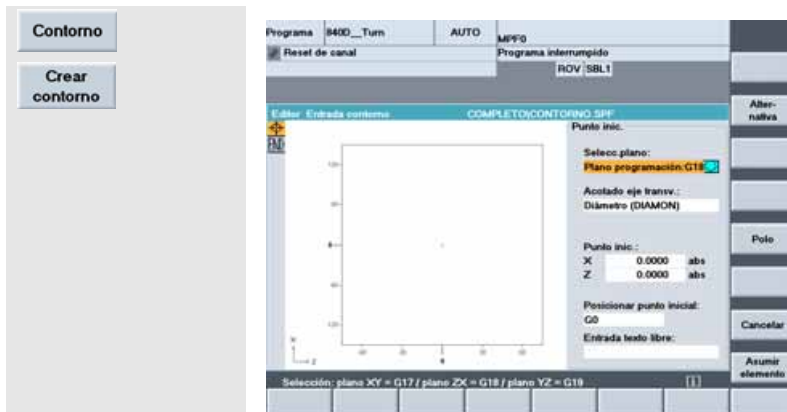 Contorno
Crear
contorno
Programa 840D__Turn AUTO MPF0
Reset de canal Programa interrumpido
ROV SBL1
Editor Entrada contorno COMPLETO\CONTORNO.SPF
END
Punto inic.
Selecc.plano:
Plano programación:G18
Acotado eje transv.:
Diámetro (DIAMON)
Punto inic.:
X 0.0000 abs
Z 0.0000 abs
Posicionar punto inicial:
G0
Entrada texto libre:
X
Z
Selección: plano XY = G17 / plano ZX = G18 / plano YZ = G19
Alter-
nativa
Polo
Cancelar
Asumir
elemento